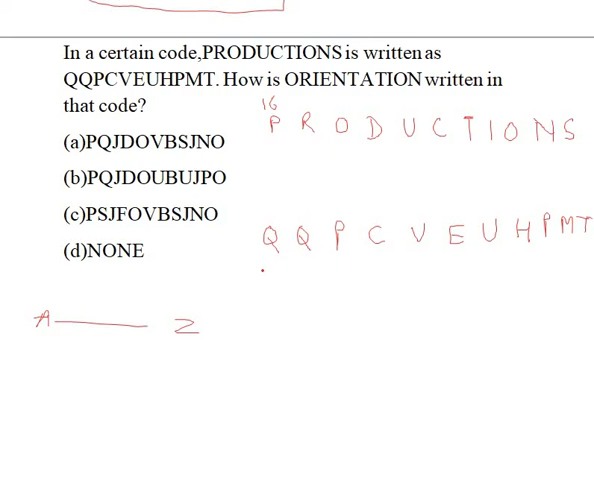 In a certain code,PRODUCTIONS is written as
QQPCVEUHPMT. How is ORIENTATION written in
that code?
(a)PQJDOVBSJNO
(b)PQJDOUBUJPO
(c)PSJFOVBSJNO
(d)NONE
16
P R O D U C T I O N S
Q Q P C V E U H P M T
A Z